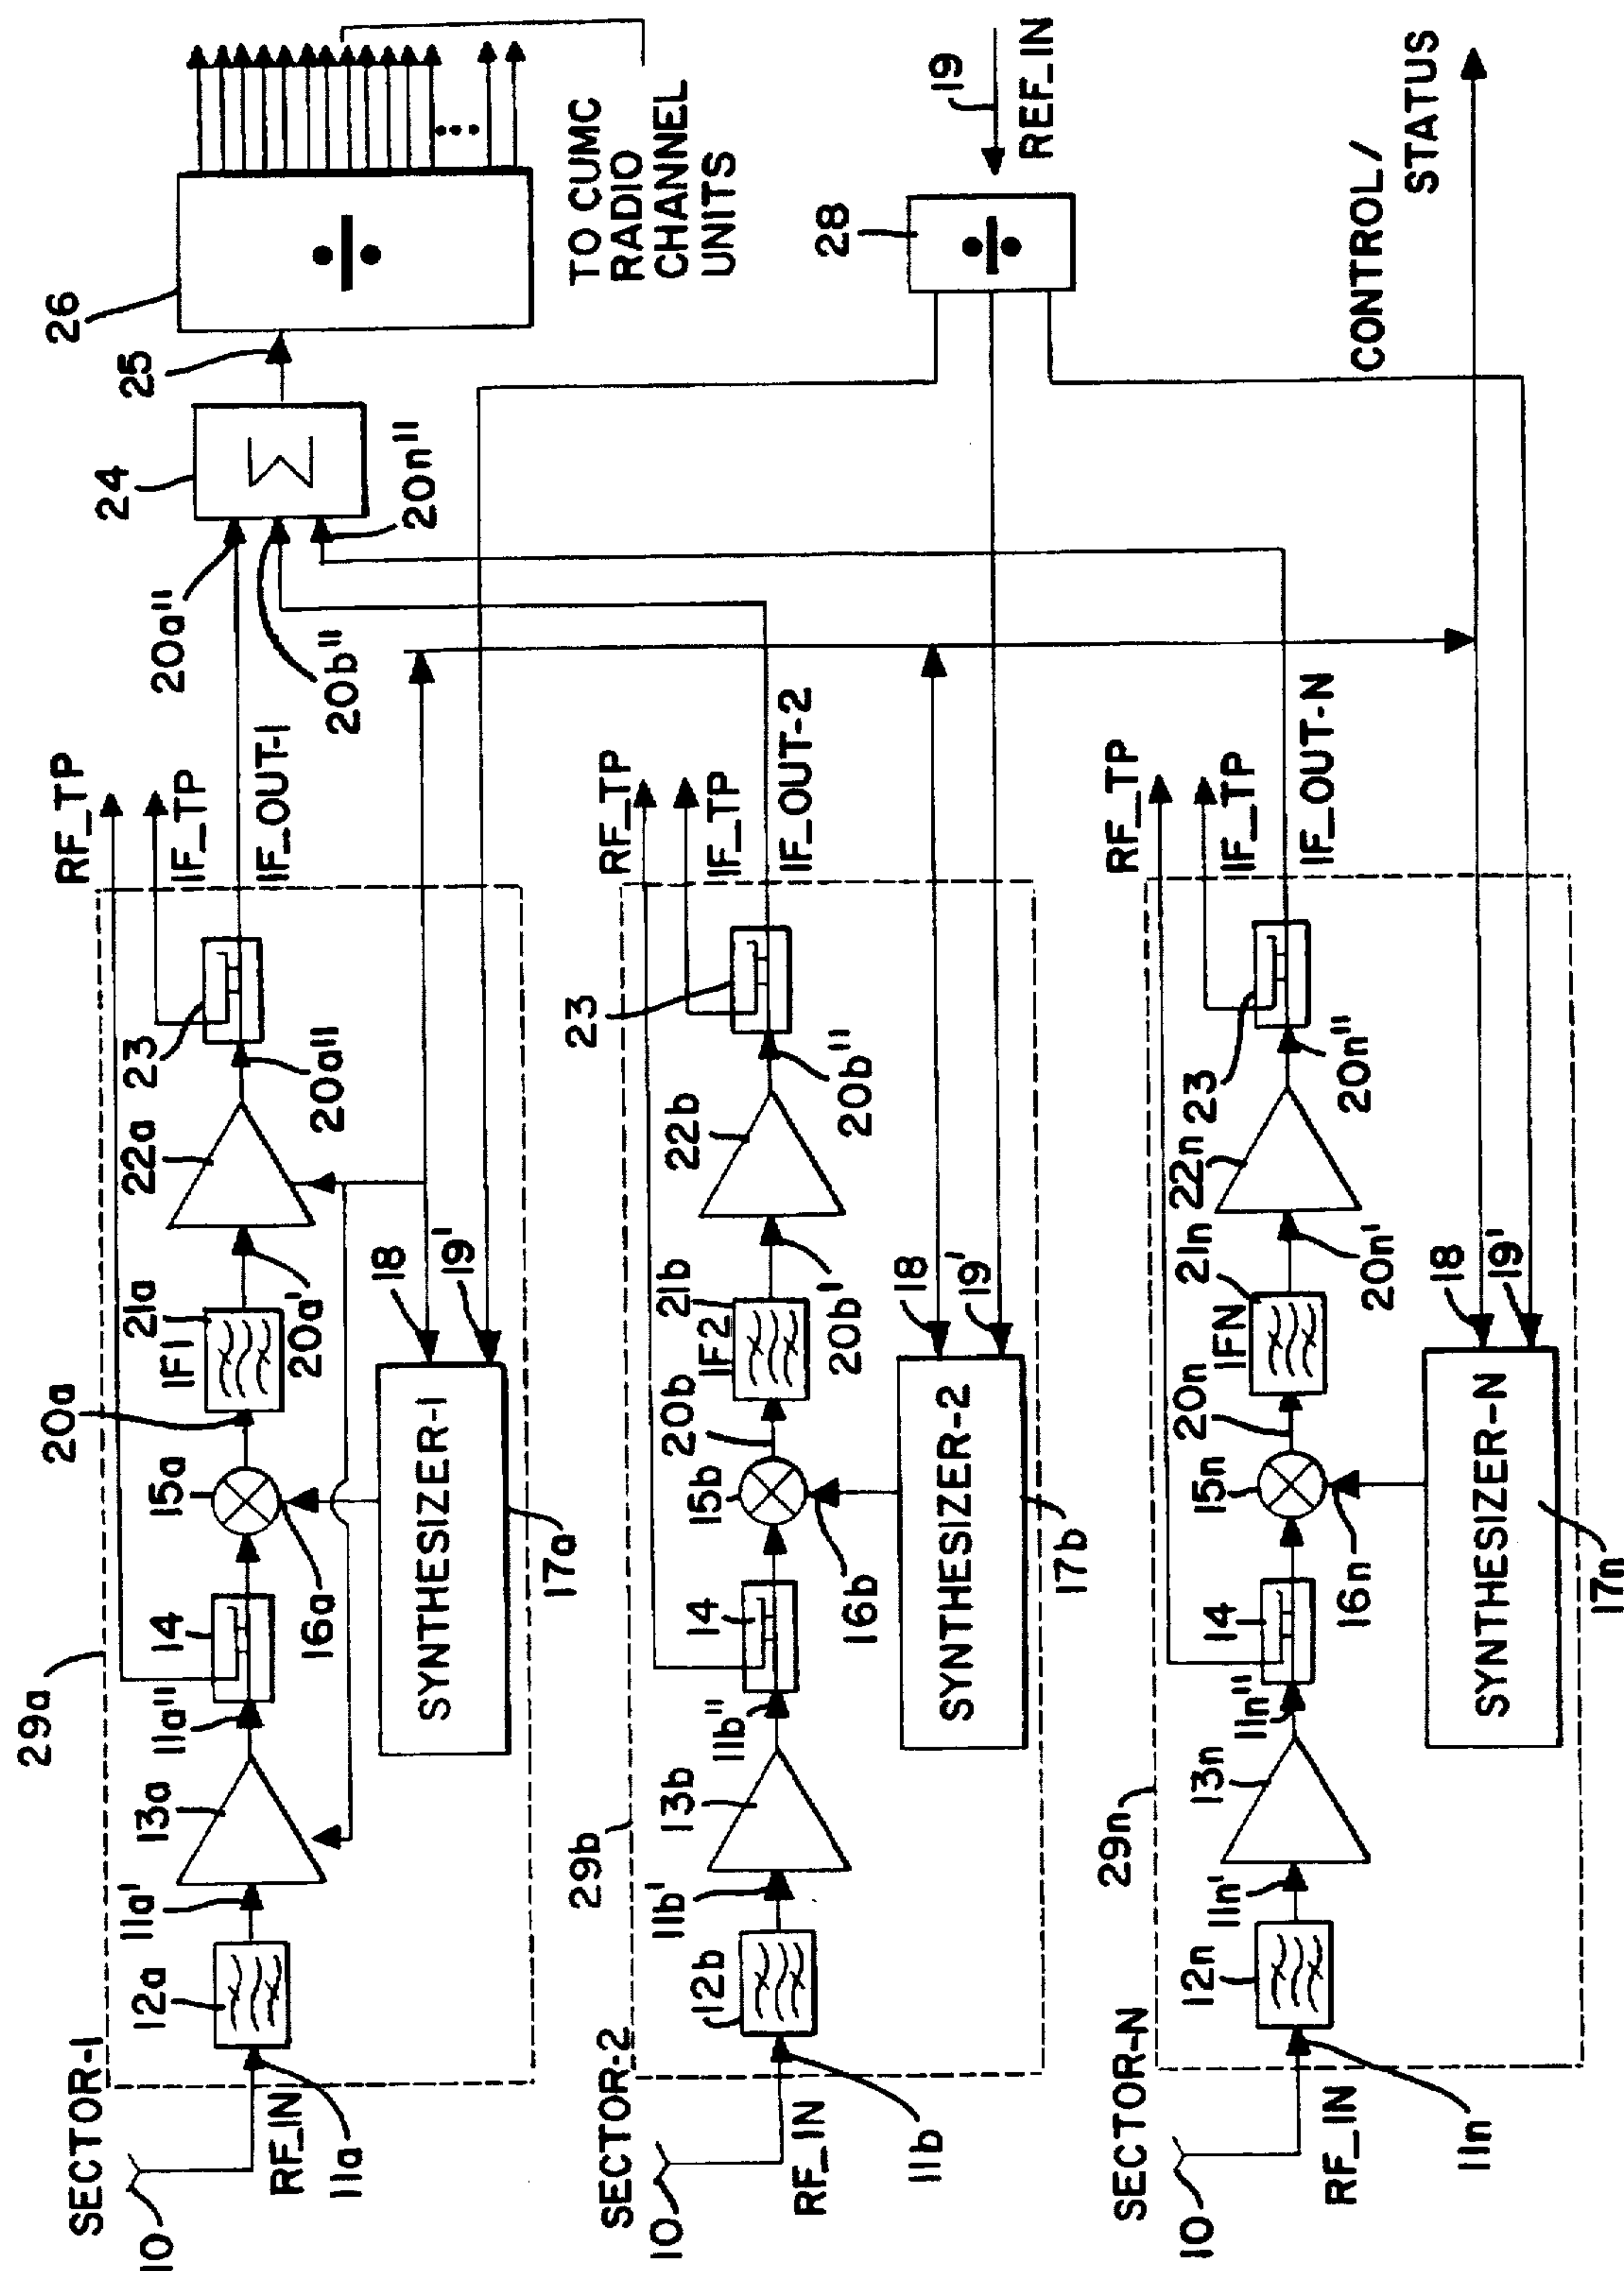 SECTOR-1
29a
10
RF_IN
11a
12a
11a'
13a
11a"
14
16a
15a
20a
IF1
21a
20a'
22a
20a"
23
RF_TP
IF_TP
IF_OUT-1
SYNTHESIZER-1
17a
18
19'
20a"
20b"
20n"
24
25
26
TO CUMC
RADIO
CHANNEL
UNITS
SECTOR-2
29b
10
RF_IN
11b
12b
11b'
13b
11b"
14
16b
15b
20b
IF2
21b
20b'
22b
20b"
23
RF_TP
IF_TP
IF_OUT-2
SYNTHESIZER-2
17b
18
19'
28
19
REF_IN
SECTOR-N
29n
10
RF_IN
11n
12n
11n'
13n
11n"
14
16n
15n
20n
IFN
21n
20n'
22n
20n"
23
RF_TP
IF_TP
IF_OUT-N
SYNTHESIZER-N
17n
18
19'
CONTROL/
STATUS